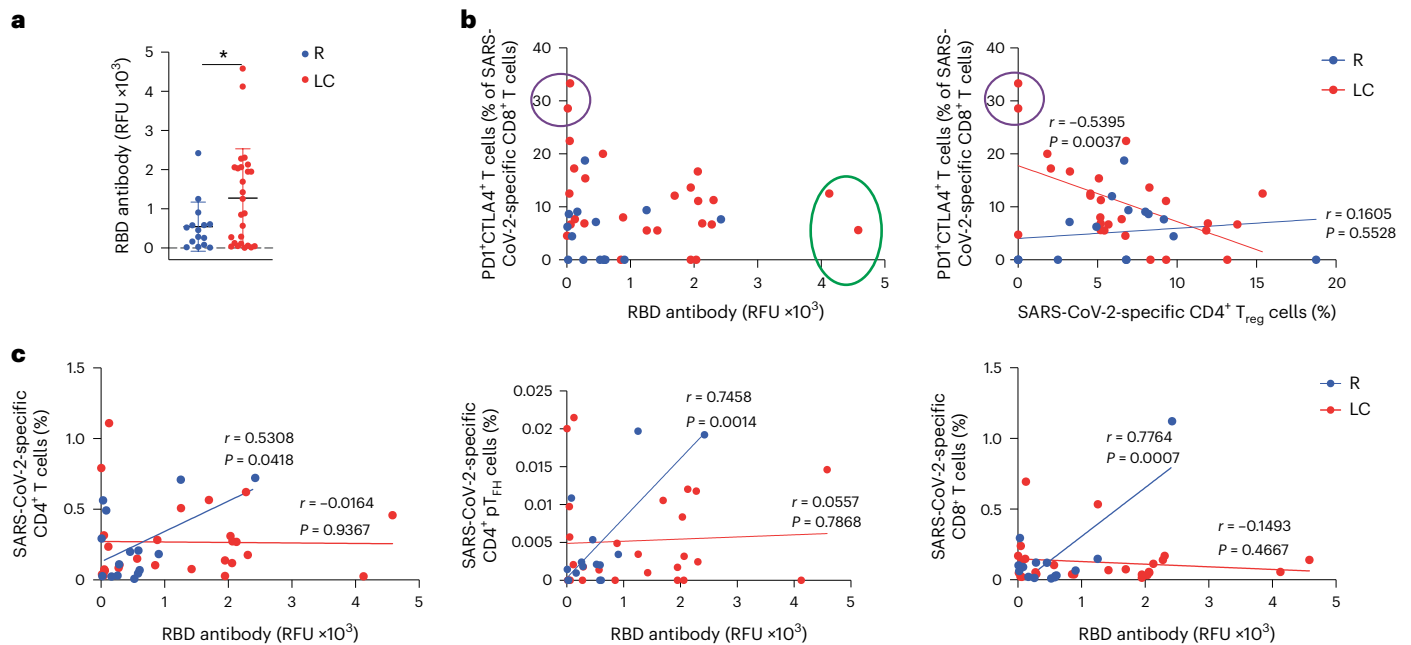 a
RBD antibody (RFU ×10³)
5
4
3
2
1
0
*
R
LC
b
PD1⁺CTLA4⁺ T cells (% of SARS-
CoV-2-specific CD8⁺ T cells)
40
30
20
10
0
0 1 2 3 4 5
RBD antibody (RFU ×10³)
PD1⁺CTLA4⁺ T cells (% of SARS-
CoV-2-specific CD8⁺ T cells)
40
30
20
10
0
0 5 10 15 20
SARS-CoV-2-specific CD4⁺ Treg cells (%)
r = –0.5395
P = 0.0037
r = 0.1605
P = 0.5528
R
LC
c
SARS-CoV-2-specific
CD4⁺ T cells (%)
1.5
1.0
0.5
0
0 1 2 3 4 5
RBD antibody (RFU ×10³)
r = 0.5308
P = 0.0418
r = –0.0164
P = 0.9367
SARS-CoV-2-specific
CD4⁺ pTFH cells (%)
0.025
0.02
0.015
0.010
0.005
0
0 1 2 3 4 5
RBD antibody (RFU ×10³)
r = 0.7458
P = 0.0014
r = 0.0557
P = 0.7868
SARS-CoV-2-specific
CD8⁺ T cells (%)
1.5
1.0
0.5
0
0 1 2 3 4 5
RBD antibody (RFU ×10³)
r = 0.7764
P = 0.0007
r = –0.1493
P = 0.4667
R
LC